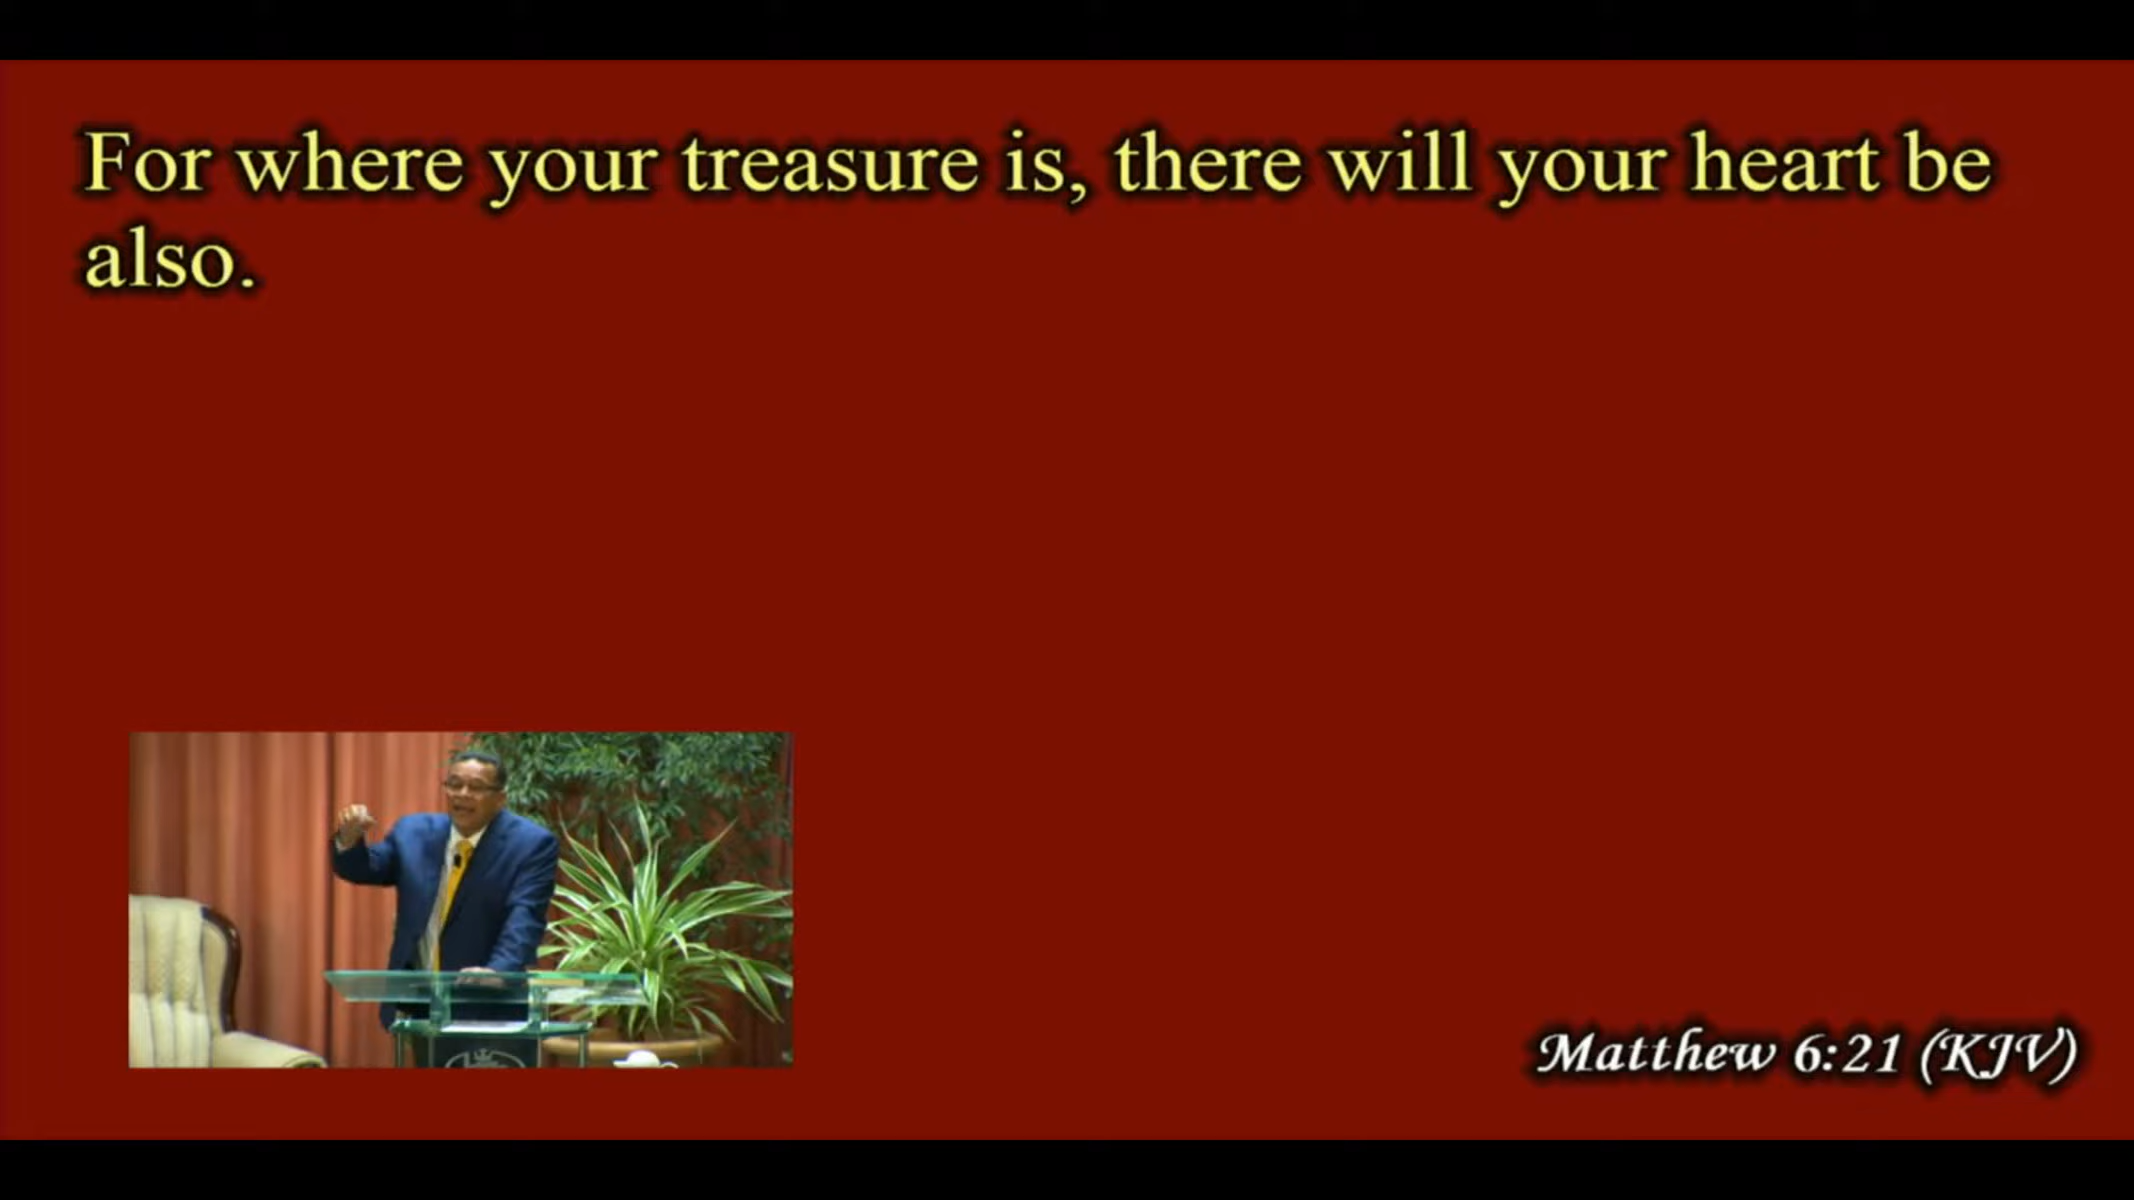 For where your treasure is, there will your heart be
also.
Matthew 6:21 (KJV)